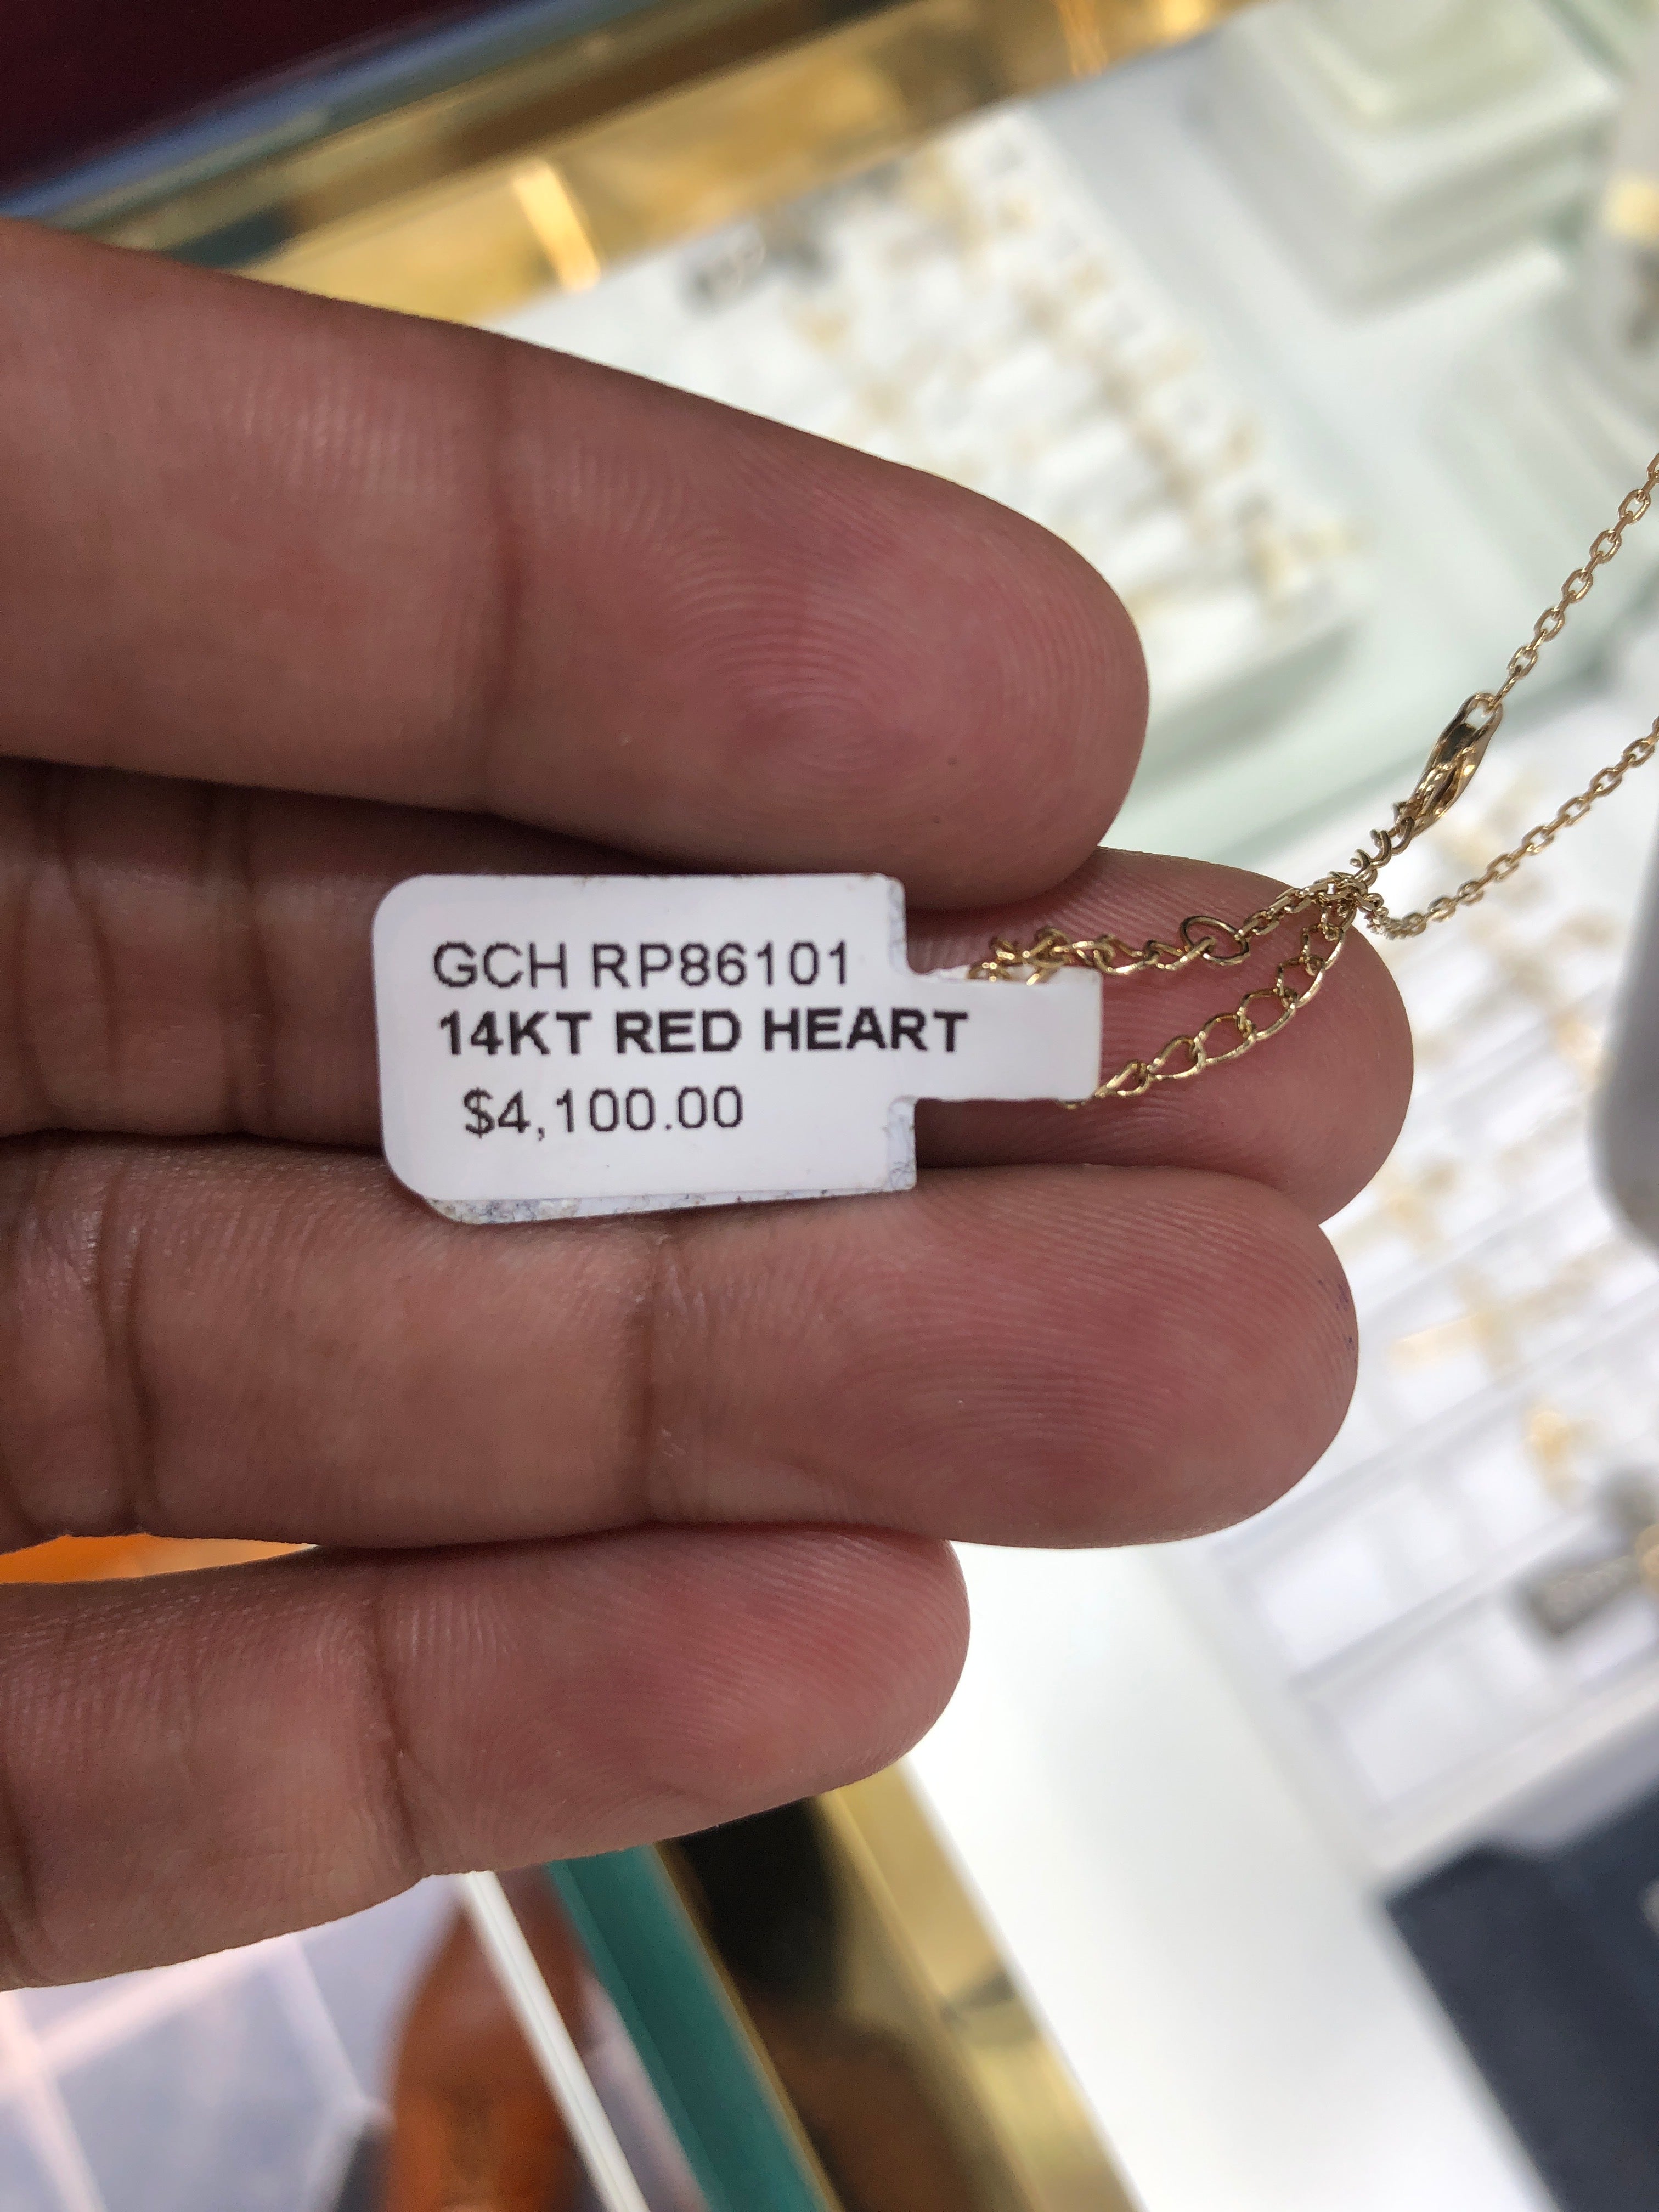 GCH RP86101
14KT RED HEART
$4,100.00